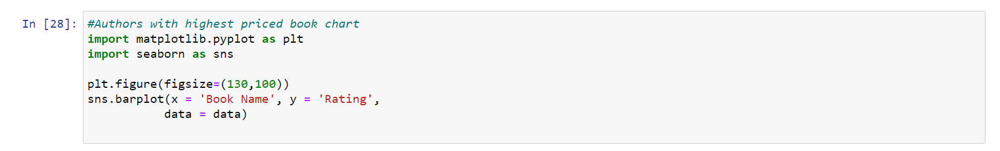 In [28]: #Authors with highest priced book chart
import matplotlib.pyplot as plt
import seaborn as sns
plt.figure(figsize=(130,100))
sns.barplot(x = 'Book Name', y = 'Rating',
data = data)